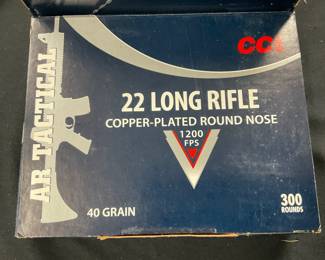 CCI
AR TACTICAL
22 LONG RIFLE
COPPER-PLATED ROUND NOSE
1200
FPS
40 GRAIN
300
ROUNDS